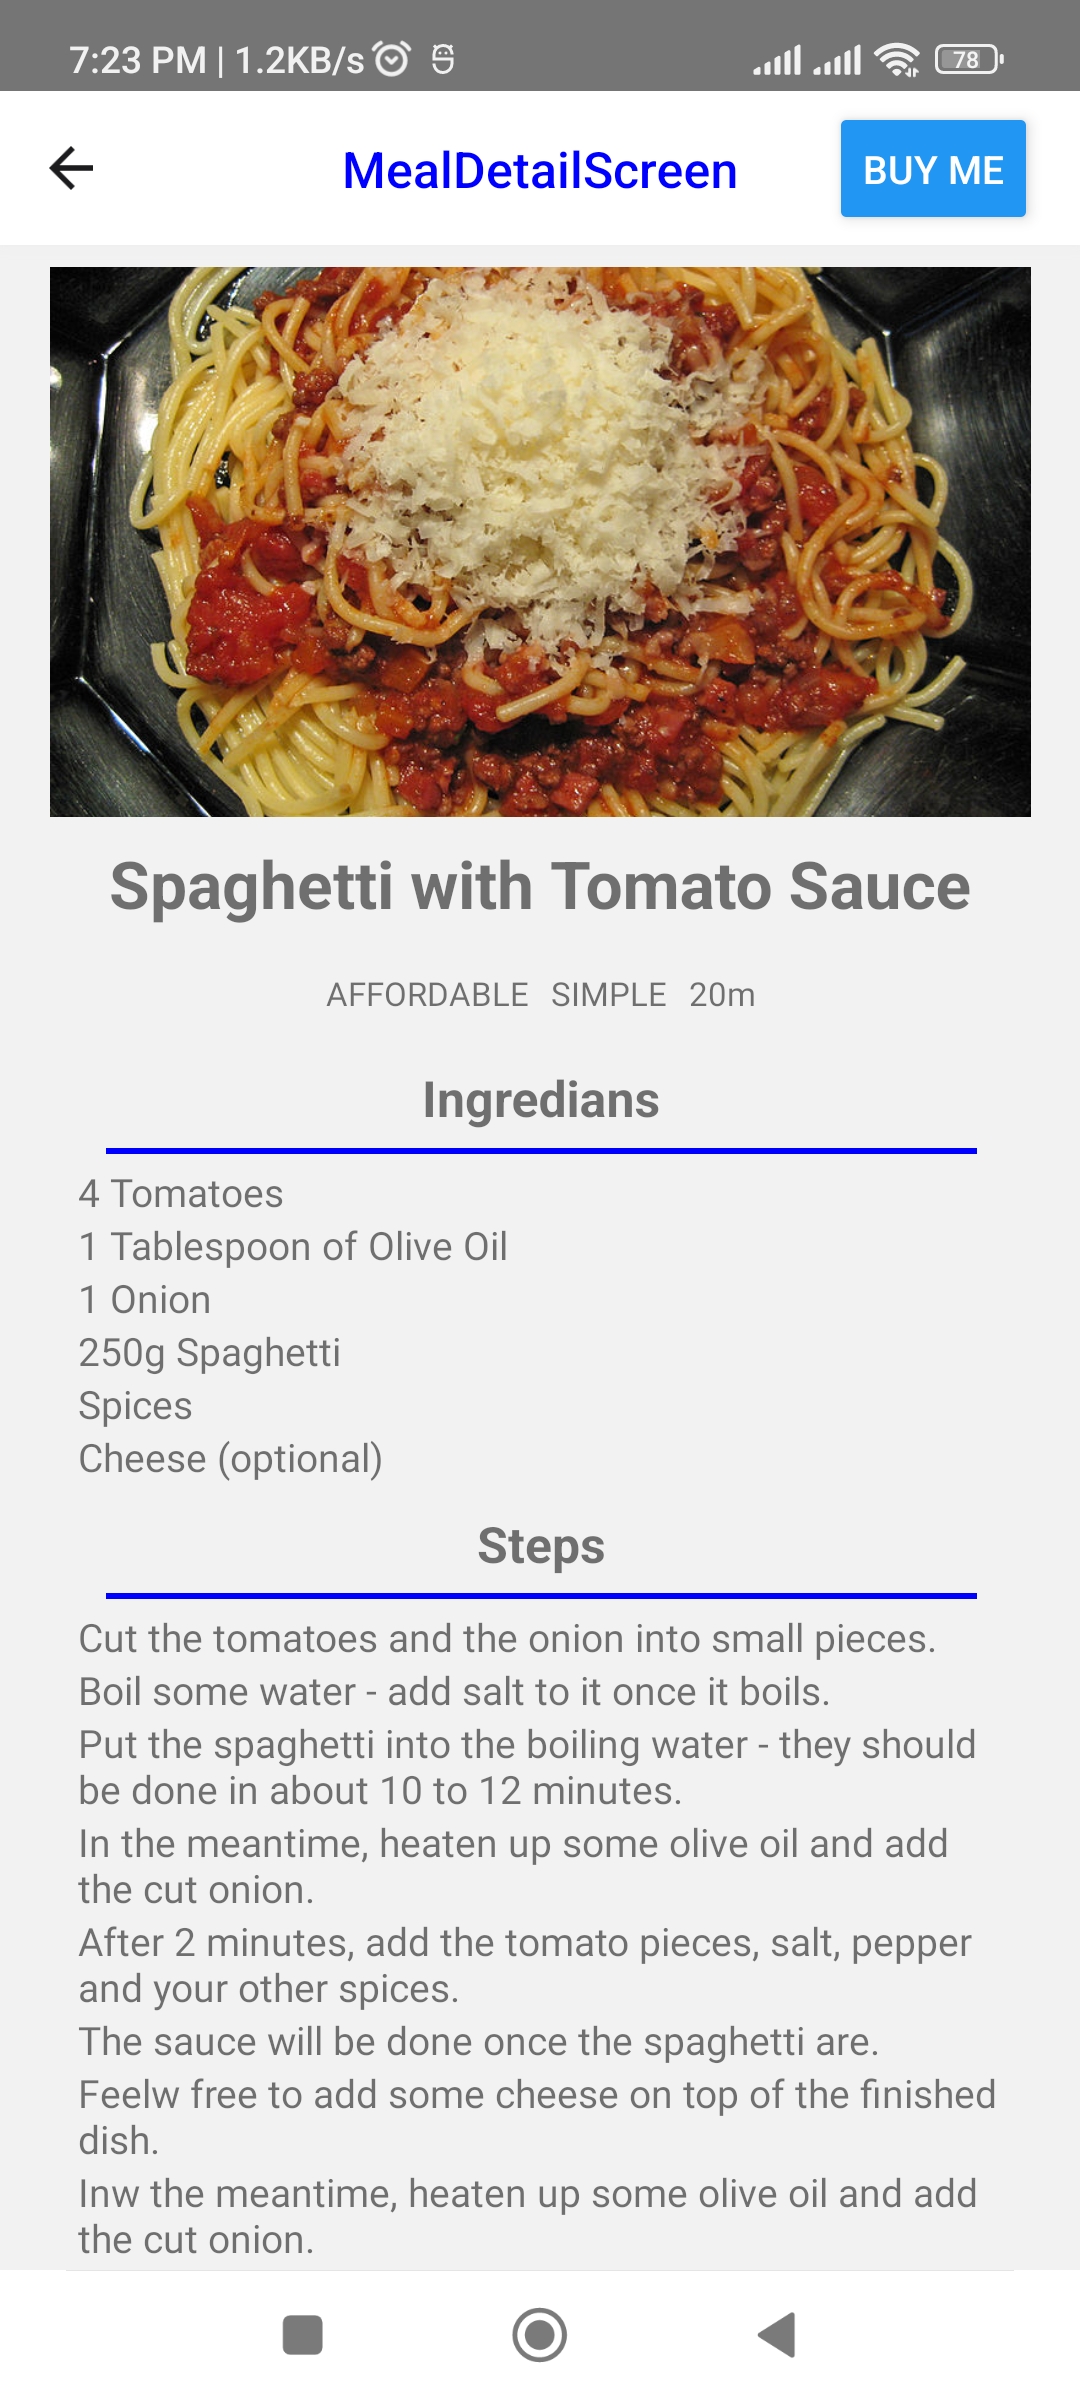 7:23 PM | 1.2KB/s
78
MealDetailScreen
BUY ME
Spaghetti with Tomato Sauce
AFFORDABLE SIMPLE 20m
Ingredians
4 Tomatoes
1 Tablespoon of Olive Oil
1 Onion
250g Spaghetti
Spices
Cheese (optional)
Steps
Cut the tomatoes and the onion into small pieces.
Boil some water - add salt to it once it boils.
Put the spaghetti into the boiling water - they should
be done in about 10 to 12 minutes.
In the meantime, heaten up some olive oil and add
the cut onion.
After 2 minutes, add the tomato pieces, salt, pepper
and your other spices.
The sauce will be done once the spaghetti are.
Feelw free to add some cheese on top of the finished
dish.
Inw the meantime, heaten up some olive oil and add
the cut onion.